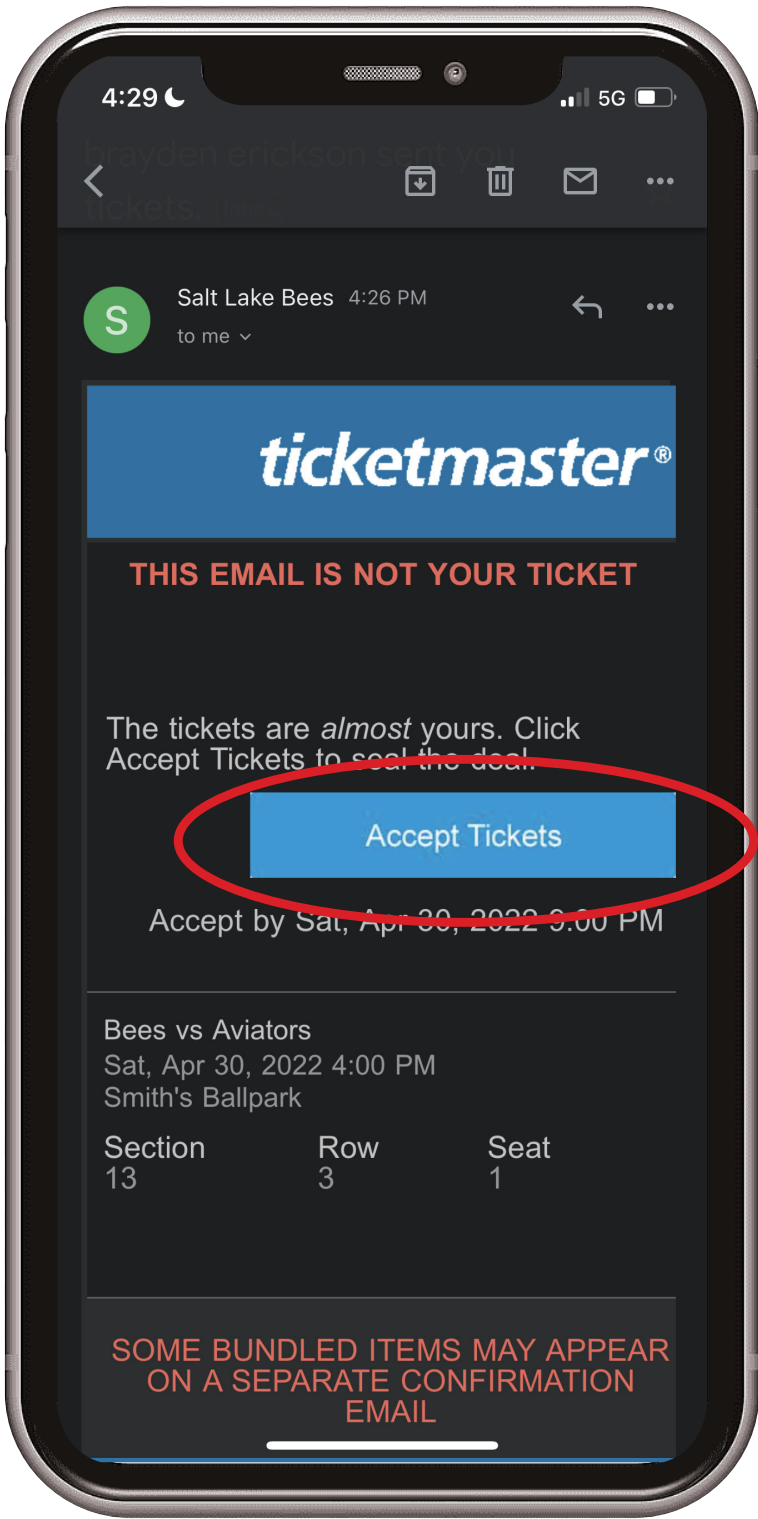 4:29
5G
brayden erickson sent you
tickets.
Salt Lake Bees 4:26 PM
S
to me
ticketmaster®
THIS EMAIL IS NOT YOUR TICKET
The tickets are almost yours. Click
Accept Tickets to seal the deal.
Accept Tickets
Accept by Sat, Apr 30, 2022 9:00 PM
Bees vs Aviators
Sat, Apr 30, 2022 4:00 PM
Smith's Ballpark
Section Row Seat
13 3 1
SOME BUNDLED ITEMS MAY APPEAR
ON A SEPARATE CONFIRMATION
EMAIL